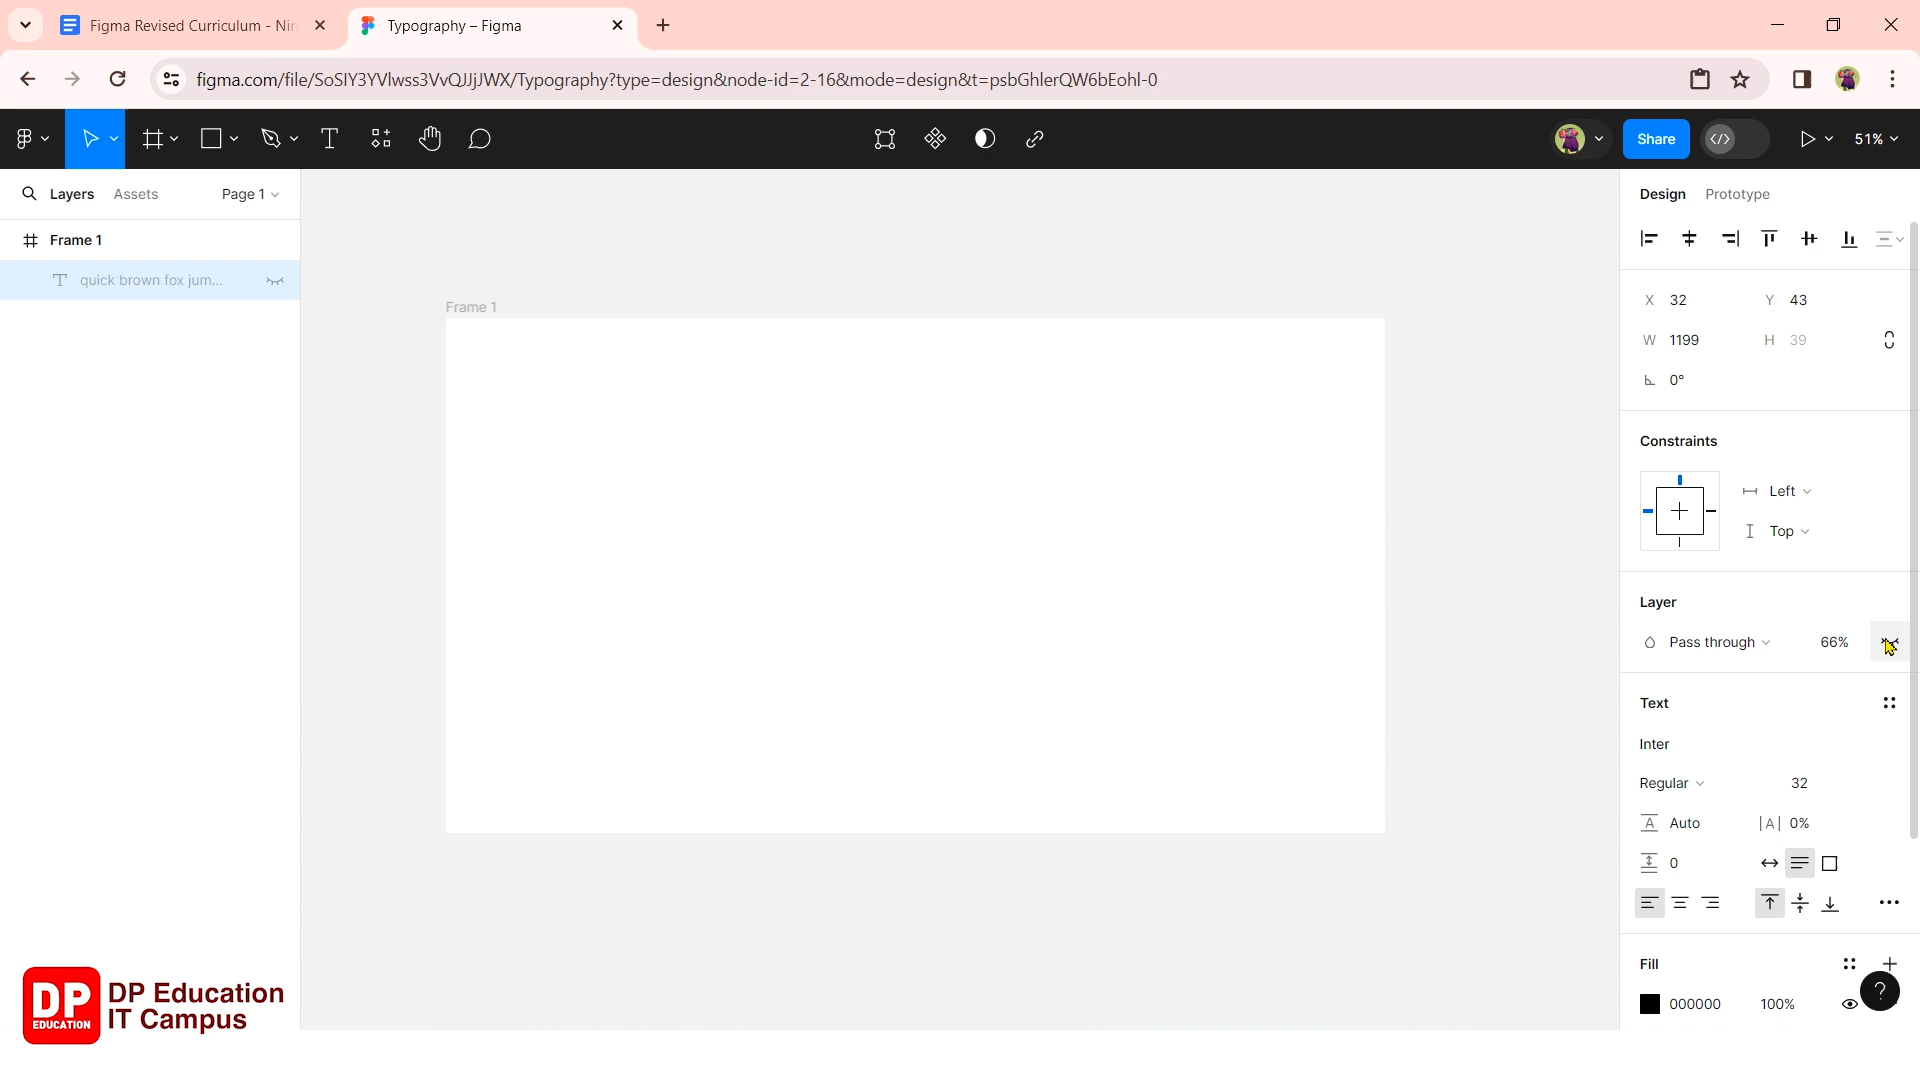 Figma Revised Curriculum - Nir
Typography – Figma
figma.com/file/SoSIY3YVlwss3VvQJJjJWX/Typography?type=design&node-id=2-16&mode=design&t=psbGhlerQW6bEohl-0
Share
51%
Layers Assets Page 1
Frame 1
quick brown fox jum...
Frame 1
Design Prototype
X 32 Y 43
W 1199 H 39
0°
Constraints
Left
Top
Layer
Pass through 66%
Text
Inter
Regular 32
A Auto |A| 0%
0
Fill
000000 100%
?
DP
EDUCATION
DP Education
IT Campus